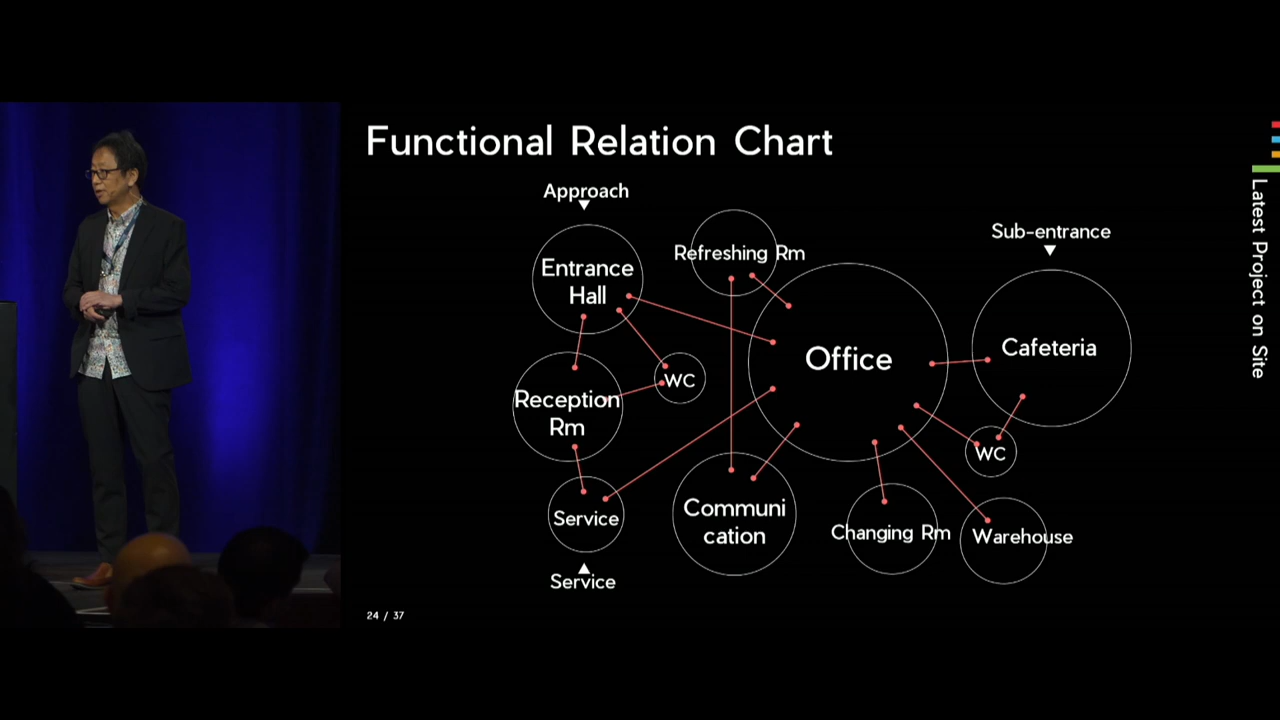 Functional Relation Chart
Approach
Entrance
Hall
Refreshing Rm
Sub-entrance
Office
Cafeteria
WC
Reception
Rm
WC
Service
Communi
cation
Changing Rm
Warehouse
Service
24 / 37
Latest Project on Site